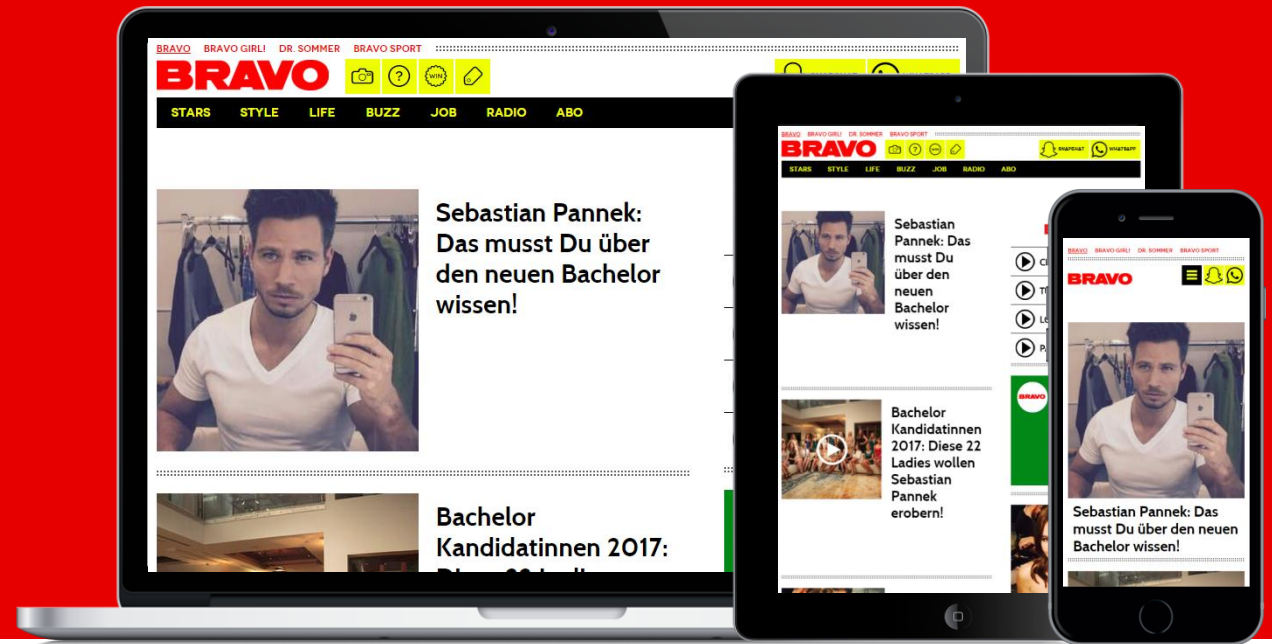 BRAVO BRAVO GIRL! DR. SOMMER BRAVO SPORT
BRAVO
WIN
STARS STYLE LIFE BUZZ JOB RADIO ABO
Sebastian Pannek:
Das musst Du über
den neuen Bachelor
wissen!
Bachelor
Kandidatinnen 2017:
BRAVO BRAVO GIRL! DR. SOMMER BRAVO SPORT
BRAVO
SNAPCHAT WHATSAPP
STARS STYLE LIFE BUZZ JOB RADIO ABO
Sebastian
Pannek: Das
musst Du
über den
neuen
Bachelor
wissen!
BRAVO
Bachelor
Kandidatinnen
2017: Diese 22
Ladies wollen
Sebastian
Pannek
erobern!
BRAVO BRAVO GIRL! DR. SOMMER BRAVO SPORT
BRAVO
Sebastian Pannek: Das
musst Du über den neuen
Bachelor wissen!